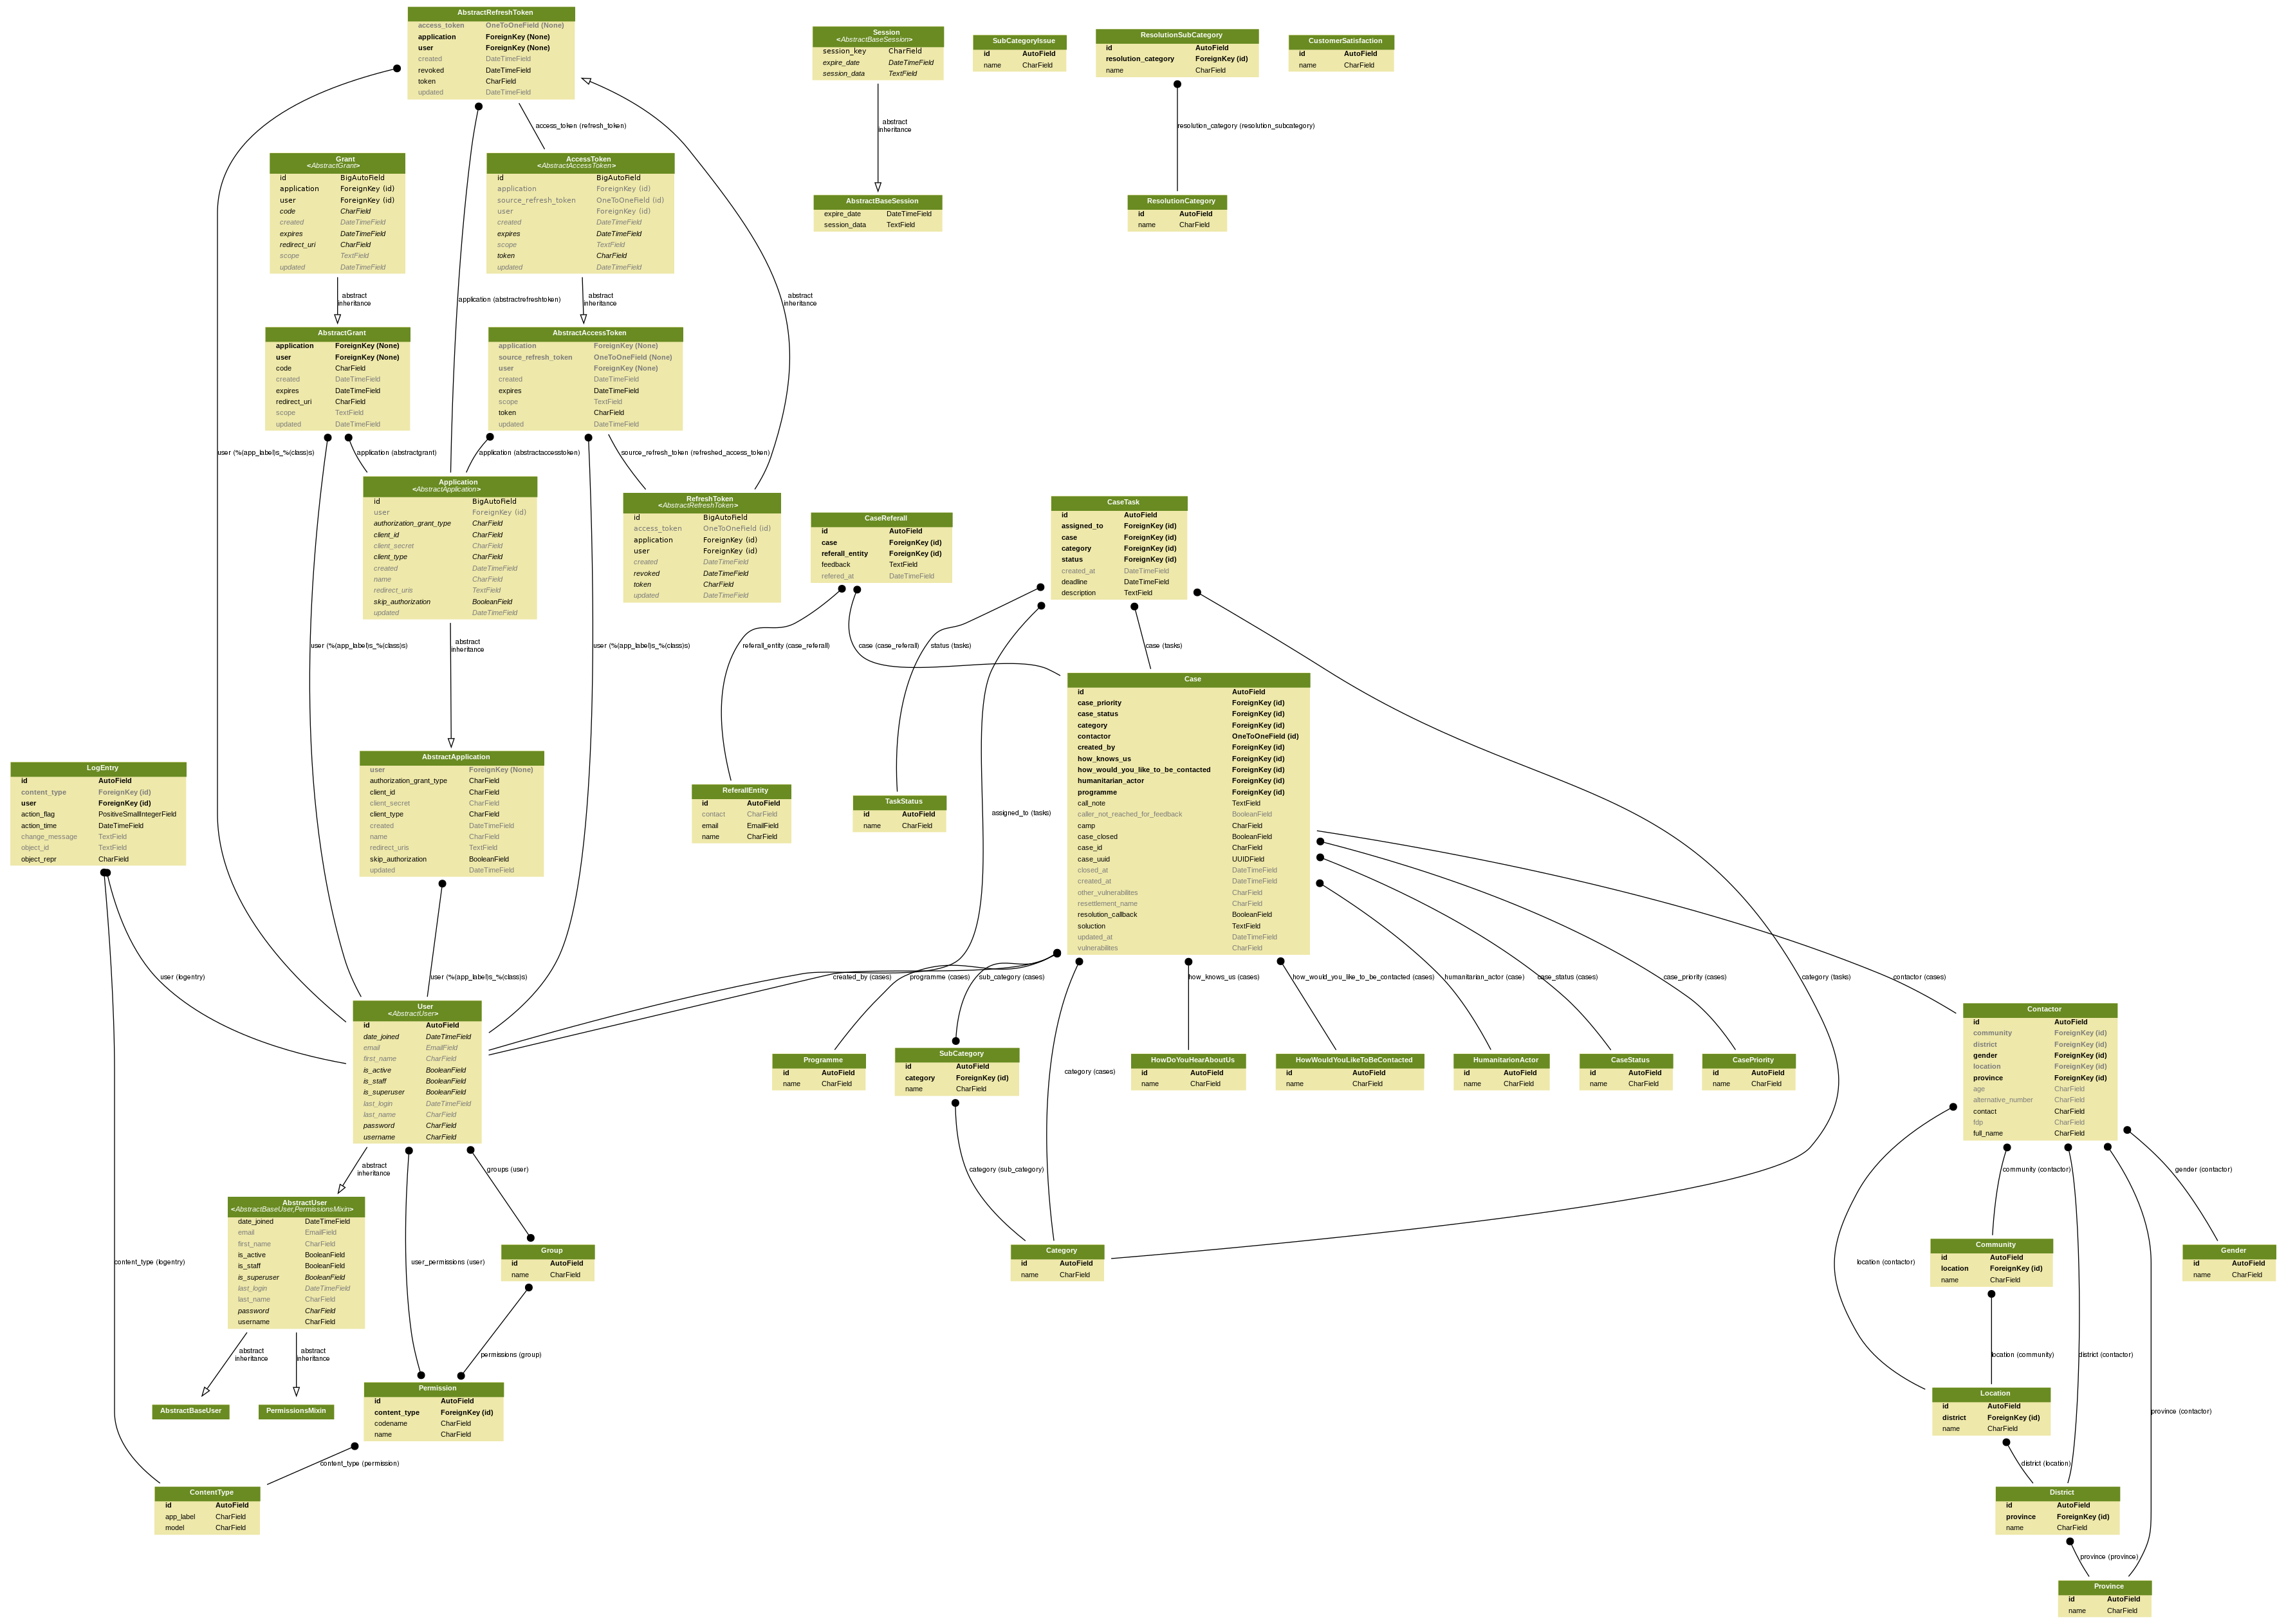 AbstractRefreshToken
access_token OneToOneField (None)
application ForeignKey (None)
user ForeignKey (None)
created DateTimeField
revoked DateTimeField
token CharField
updated DateTimeField
Session
<AbstractBaseSession>
session_key CharField
expire_date DateTimeField
session_data TextField
SubCategoryIssue
id AutoField
name CharField
ResolutionSubCategory
id AutoField
resolution_category ForeignKey (id)
name CharField
CustomerSatisfaction
id AutoField
name CharField
access_token (refresh_token)
abstract
inheritance
resolution_category (resolution_subcategory)
Grant
<AbstractGrant>
id BigAutoField
application ForeignKey (id)
user ForeignKey (id)
code CharField
created DateTimeField
expires DateTimeField
redirect_uri CharField
scope TextField
updated DateTimeField
AccessToken
<AbstractAccessToken>
id BigAutoField
application ForeignKey (id)
source_refresh_token OneToOneField (id)
user ForeignKey (id)
created DateTimeField
expires DateTimeField
scope TextField
token CharField
updated DateTimeField
AbstractBaseSession
expire_date DateTimeField
session_data TextField
ResolutionCategory
id AutoField
name CharField
abstract
inheritance
application (abstractrefreshtoken)
abstract
inheritance
abstract
inheritance
AbstractGrant
application ForeignKey (None)
user ForeignKey (None)
code CharField
created DateTimeField
expires DateTimeField
redirect_uri CharField
scope TextField
updated DateTimeField
AbstractAccessToken
application ForeignKey (None)
source_refresh_token OneToOneField (None)
user ForeignKey (None)
created DateTimeField
expires DateTimeField
scope TextField
token CharField
updated DateTimeField
user (%(app_label)s_%(class)s)
application (abstractgrant)
application (abstractaccesstoken)
source_refresh_token (refreshed_access_token)
Application
<AbstractApplication>
id BigAutoField
user ForeignKey (id)
authorization_grant_type CharField
client_id CharField
client_secret CharField
client_type CharField
created DateTimeField
name CharField
redirect_uris TextField
skip_authorization BooleanField
updated DateTimeField
RefreshToken
<AbstractRefreshToken>
id BigAutoField
access_token OneToOneField (id)
application ForeignKey (id)
user ForeignKey (id)
created DateTimeField
revoked DateTimeField
token CharField
updated DateTimeField
CaseReferall
id AutoField
case ForeignKey (id)
referall_entity ForeignKey (id)
feedback TextField
refered_at DateTimeField
CaseTask
id AutoField
assigned_to ForeignKey (id)
case ForeignKey (id)
category ForeignKey (id)
status ForeignKey (id)
created_at DateTimeField
deadline DateTimeField
description TextField
user (%(app_label)s_%(class)s)
abstract
inheritance
user (%(app_label)s_%(class)s)
referall_entity (case_referall)
case (case_referall)
status (tasks)
case (tasks)
Case
id AutoField
case_priority ForeignKey (id)
case_status ForeignKey (id)
category ForeignKey (id)
contactor OneToOneField (id)
created_by ForeignKey (id)
how_knows_us ForeignKey (id)
how_would_you_like_to_be_contacted ForeignKey (id)
humanitarian_actor ForeignKey (id)
programme ForeignKey (id)
call_note TextField
caller_not_reached_for_feedback BooleanField
camp CharField
case_closed BooleanField
case_id CharField
case_uuid UUIDField
closed_at DateTimeField
created_at DateTimeField
other_vulnerabilites CharField
resettlement_name CharField
resolution_callback BooleanField
soluction TextField
updated_at DateTimeField
vulnerabilites CharField
LogEntry
id AutoField
content_type ForeignKey (id)
user ForeignKey (id)
action_flag PositiveSmallIntegerField
action_time DateTimeField
change_message TextField
object_id TextField
object_repr CharField
AbstractApplication
user ForeignKey (None)
authorization_grant_type CharField
client_id CharField
client_secret CharField
client_type CharField
created DateTimeField
name CharField
redirect_uris TextField
skip_authorization BooleanField
updated DateTimeField
ReferallEntity
id AutoField
contact CharField
email EmailField
name CharField
TaskStatus
id AutoField
name CharField
assigned_to (tasks)
user (logentry)
user (%(app_label)s_%(class)s)
created_by (cases)
programme (cases)
sub_category (cases)
how_knows_us (cases)
how_would_you_like_to_be_contacted (cases)
humanitarian_actor (case)
case_status (cases)
case_priority (cases)
category (tasks)
contactor (cases)
User
<AbstractUser>
id AutoField
date_joined DateTimeField
email EmailField
first_name CharField
is_active BooleanField
is_staff BooleanField
is_superuser BooleanField
last_login DateTimeField
last_name CharField
password CharField
username CharField
Programme
id AutoField
name CharField
SubCategory
id AutoField
category ForeignKey (id)
name CharField
category (cases)
HowDoYouHearAboutUs
id AutoField
name CharField
HowWouldYouLikeToBeContacted
id AutoField
name CharField
HumanitarionActor
id AutoField
name CharField
CaseStatus
id AutoField
name CharField
CasePriority
id AutoField
name CharField
Contactor
id AutoField
community ForeignKey (id)
district ForeignKey (id)
gender ForeignKey (id)
location ForeignKey (id)
province ForeignKey (id)
age CharField
alternative_number CharField
contact CharField
fdp CharField
full_name CharField
abstract
inheritance
groups (user)
category (sub_category)
community (contactor)
gender (contactor)
AbstractUser
<AbstractBaseUser,PermissionsMixin>
date_joined DateTimeField
email EmailField
first_name CharField
is_active BooleanField
is_staff BooleanField
is_superuser BooleanField
last_login DateTimeField
last_name CharField
password CharField
username CharField
content_type (logentry)
user_permissions (user)
Group
id AutoField
name CharField
Category
id AutoField
name CharField
location (contactor)
Community
id AutoField
location ForeignKey (id)
name CharField
Gender
id AutoField
name CharField
abstract
inheritance
abstract
inheritance
permissions (group)
location (community)
district (contactor)
AbstractBaseUser
PermissionsMixin
Permission
id AutoField
content_type ForeignKey (id)
codename CharField
name CharField
Location
id AutoField
district ForeignKey (id)
name CharField
province (contactor)
content_type (permission)
district (location)
ContentType
id AutoField
app_label CharField
model CharField
District
id AutoField
province ForeignKey (id)
name CharField
province (province)
Province
id AutoField
name CharField